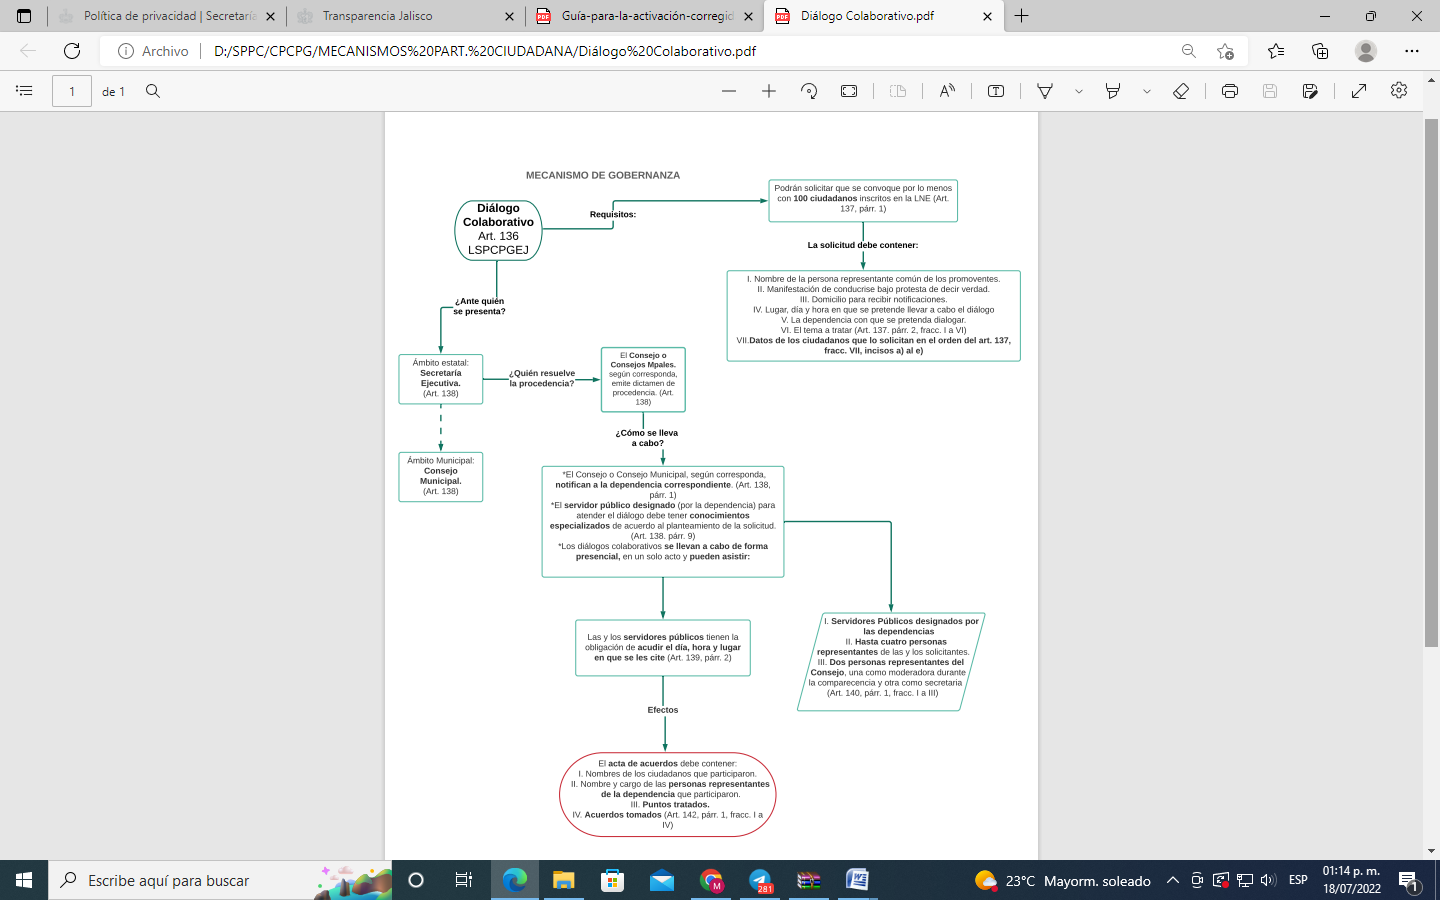 Política de privacidad | Secretaría
Transparencia Jalisco
Guía-para-la-activación-corregid
Diálogo Colaborativo.pdf
Archivo
D:/SPPC/CPCPG/MECANISMOS%20PART.%20CIUDADANA/Diálogo%20Colaborativo.pdf
1
de 1
MECANISMO DE GOBERNANZA
Diálogo
Colaborativo
Art. 136
LSPCPGEJ
Requisitos:
Podrán solicitar que se convoque por lo menos
con 100 ciudadanos inscritos en la LNE (Art.
137, párr. 1)
La solicitud debe contener:
I. Nombre de la persona representante común de los promoventes.
II. Manifestación de conducrise bajo protesta de decir verdad.
III. Domicilio para recibir notificaciones.
IV. Lugar, día y hora en que se pretende llevar a cabo el diálogo
V. La dependencia con que se pretenda dialogar.
VI. El tema a tratar (Art. 137. párr. 2, fracc. I a VI)
VII.Datos de los ciudadanos que lo solicitan en el orden del art. 137,
fracc. VII, incisos a) al e)
¿Ante quién
se presenta?
Ámbito estatal:
Secretaría
Ejecutiva.
(Art. 138)
¿Quién resuelve
la procedencia?
El Consejo o
Consejos Mpales.
según corresponda,
emite dictamen de
procedencia. (Art.
138)
Ámbito Municipal:
Consejo
Municipal.
(Art. 138)
¿Cómo se lleva
a cabo?
*El Consejo o Consejo Municipal, según corresponda,
notifican a la dependencia correspondiente. (Art. 138,
párr. 1)
*El servidor público designado (por la dependencia) para
atender el diálogo debe tener conocimientos
especializados de acuerdo al planteamiento de la solicitud.
(Art. 138. párr. 9)
*Los diálogos colaborativos se llevan a cabo de forma
presencial, en un solo acto y pueden asistir:
Las y los servidores públicos tienen la
obligación de acudir el día, hora y lugar
en que se les cite (Art. 139, párr. 2)
I. Servidores Públicos designados por
las dependencias
II. Hasta cuatro personas
representantes de las y los solicitantes.
III. Dos personas representantes del
Consejo, una como moderadora durante
la comparecencia y otra como secretaria
(Art. 140, párr. 1, fracc. I a III)
Efectos
El acta de acuerdos debe contener:
I. Nombres de los ciudadanos que participaron.
II. Nombre y cargo de las personas representantes
de la dependencia que participaron.
III. Puntos tratados.
IV. Acuerdos tomados (Art. 142, párr. 1, fracc. I a
IV)
Escribe aquí para buscar
281
23°C Mayorm. soleado
ESP
01:14 p. m.
18/07/2022
1